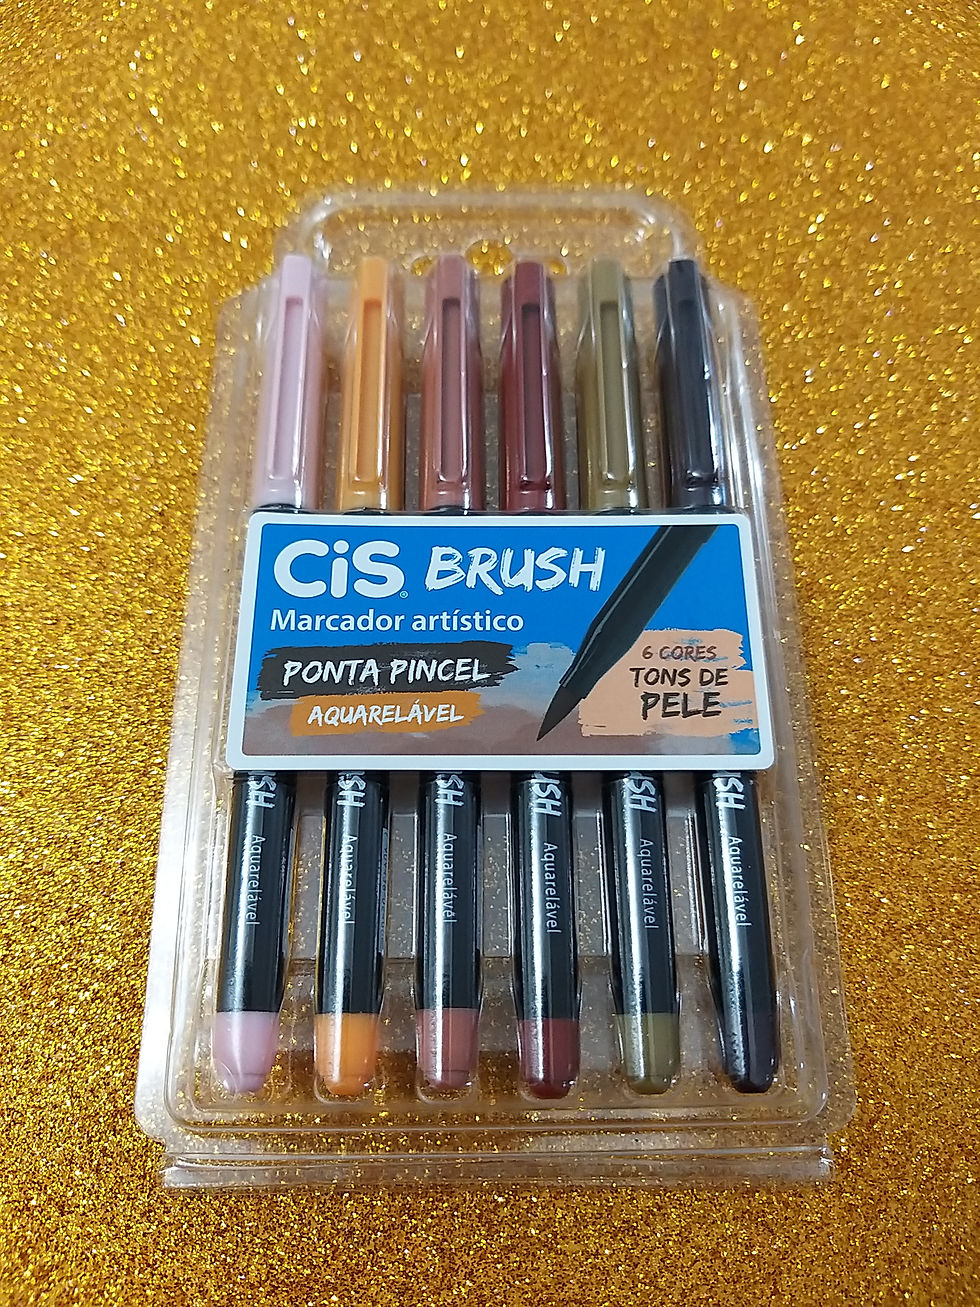 CiS® BRUSH
Marcador artístico
PONTA PINCEL
AQUARELÁVEL
6 CORES
TONS DE
PELE
Aquarelável
Aquarelável
Aquarelável
Aquarelável
Aquarelável
Aquarelável